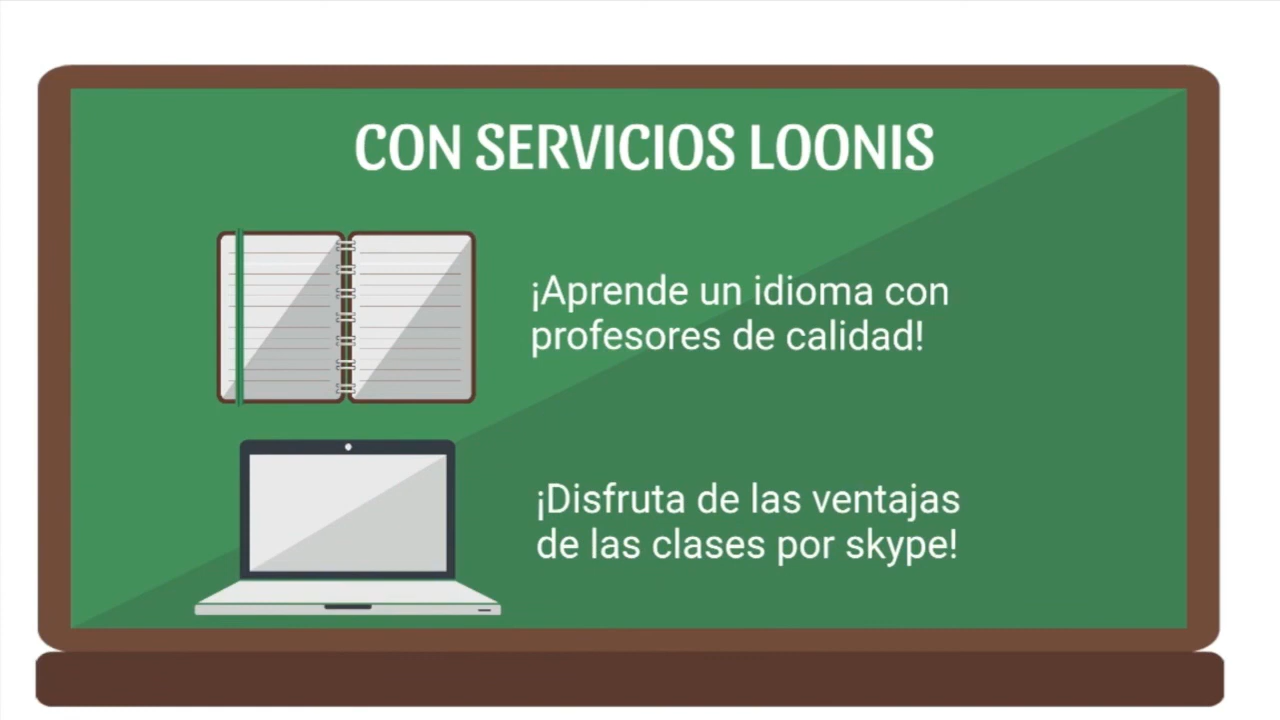 CON SERVICIOS LOONIS
¡Aprende un idioma con
profesores de calidad!
¡Disfruta de las ventajas
de las clases por skype!